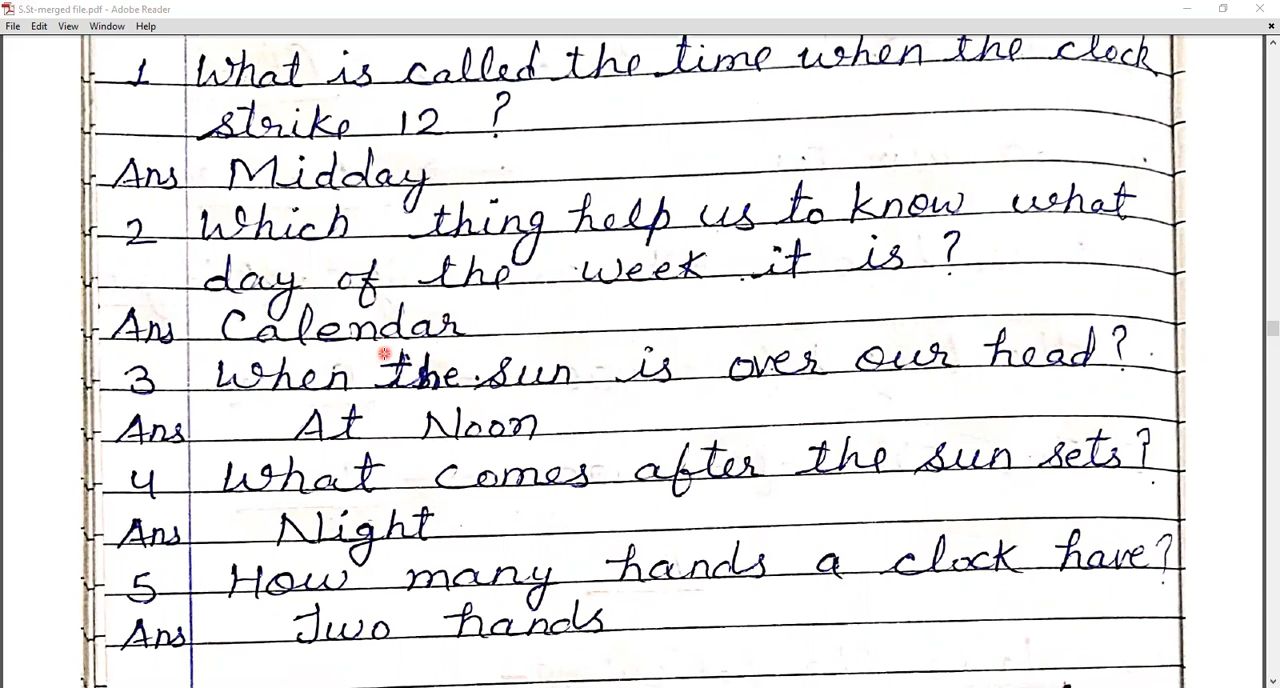 S.St-merged file.pdf - Adobe Reader
File Edit View Window Help
1 What is called the time when the clock
strike 12 ?
Ans Midday
2 Which thing help us to know what
day of the week it is ?
Ans Calendar
3 When the sun is over our head?
Ans At Noon
4 What comes after the sun sets?
Ans Night
5 How many hands a clock have?
Ans Two hands